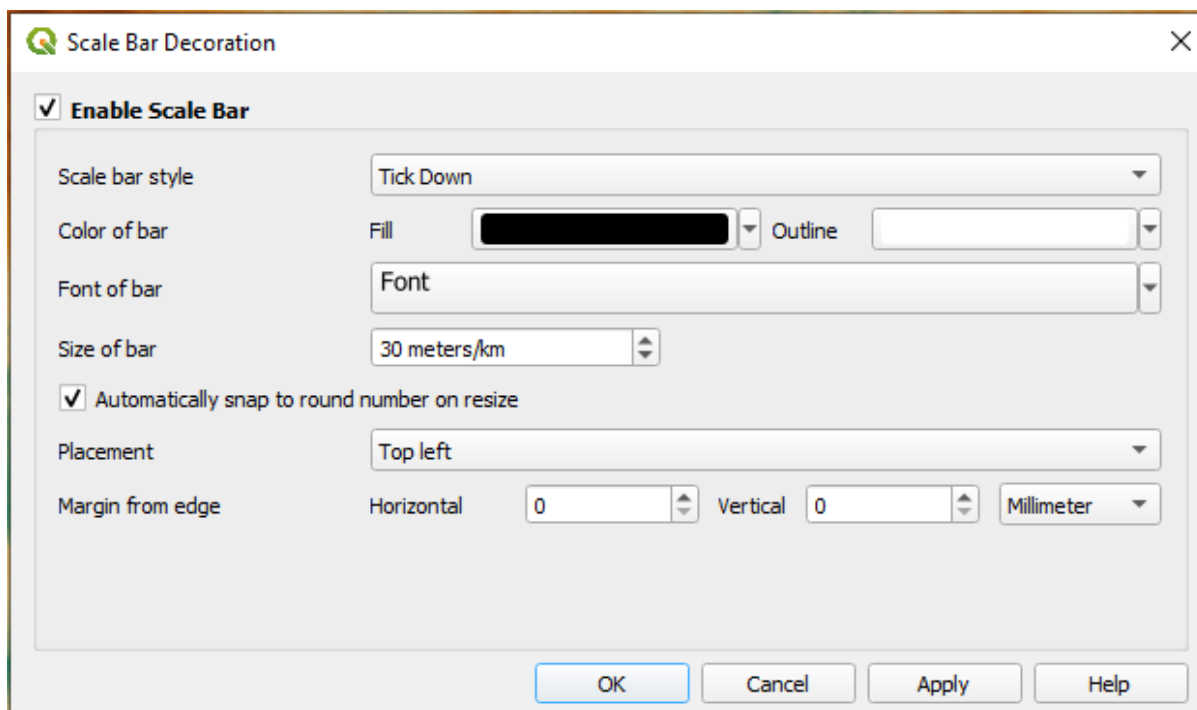 Scale Bar Decoration
Enable Scale Bar
Scale bar style Tick Down
Color of bar Fill Outline
Font of bar Font
Size of bar 30 meters/km
Automatically snap to round number on resize
Placement Top left
Margin from edge Horizontal 0 Vertical 0 Millimeter
OK Cancel Apply Help